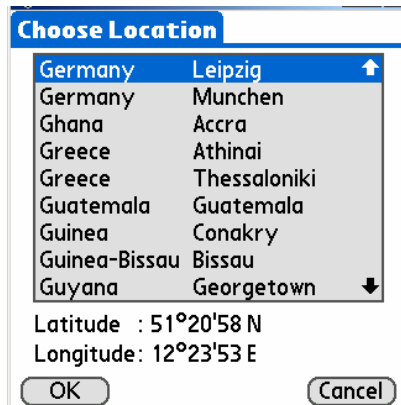 Choose Location
Germany Leipzig
Germany Munchen
Ghana Accra
Greece Athinai
Greece Thessaloniki
Guatemala Guatemala
Guinea Conakry
Guinea-Bissau Bissau
Guyana Georgetown
Latitude : 51°20'58 N
Longitude: 12°23'53 E
OK Cancel